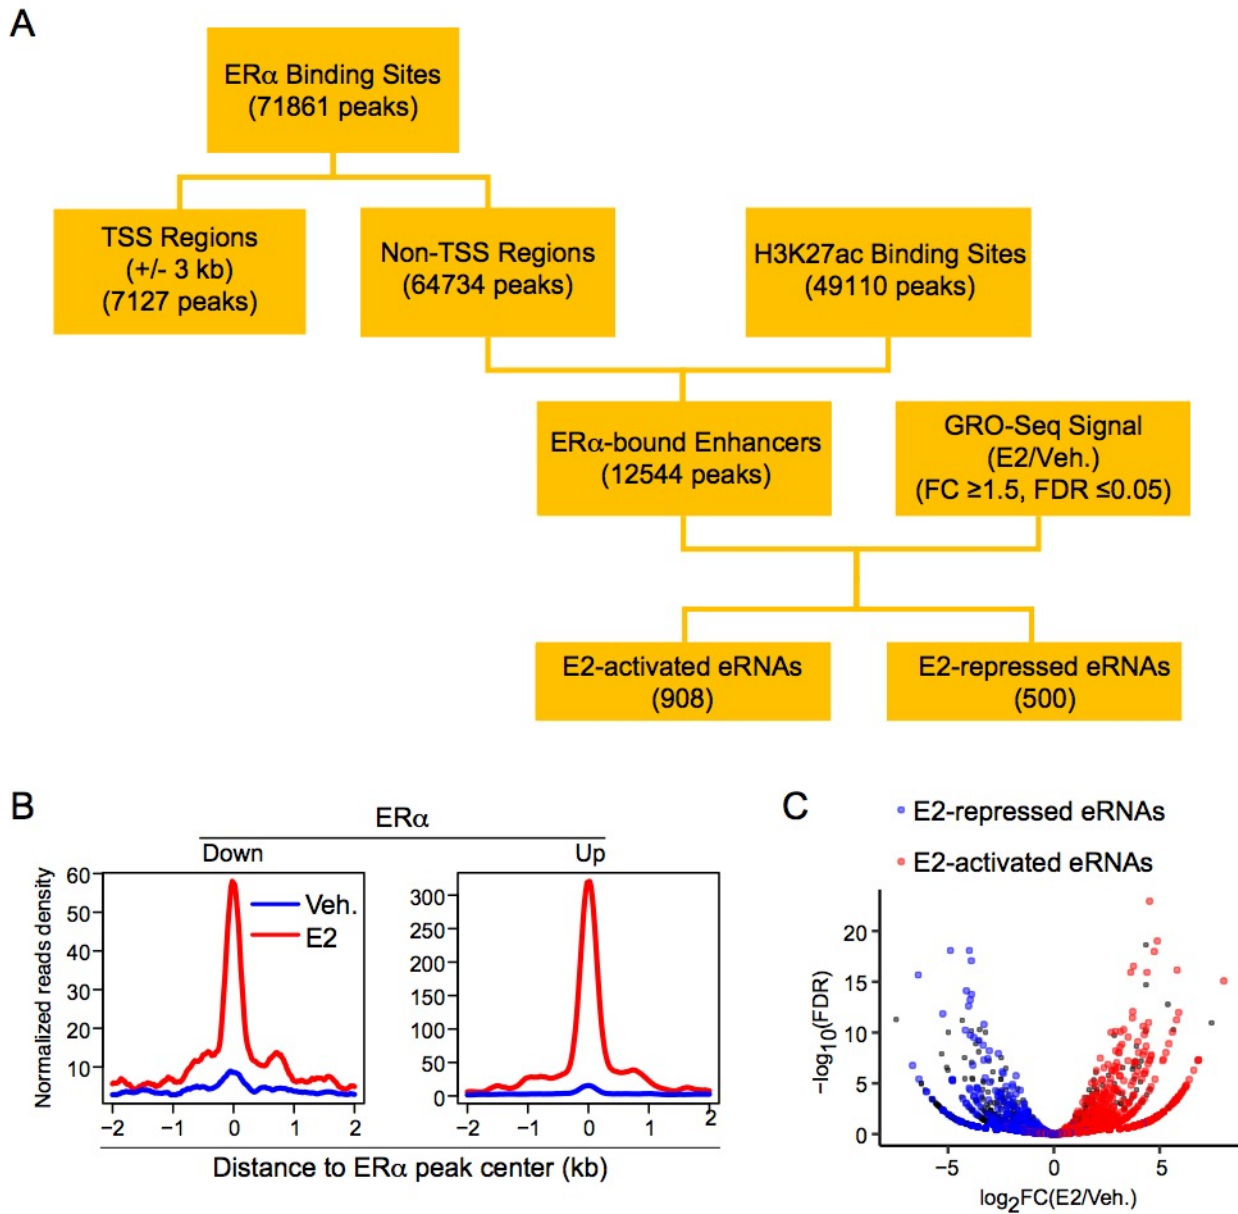 A
ERα Binding Sites
(71861 peaks)
TSS Regions
(+/- 3 kb)
(7127 peaks)
Non-TSS Regions
(64734 peaks)
H3K27ac Binding Sites
(49110 peaks)
ERα-bound Enhancers
(12544 peaks)
GRO-Seq Signal
(E2/Veh.)
(FC ≥1.5, FDR ≤0.05)
E2-activated eRNAs
(908)
E2-repressed eRNAs
(500)
B
ERα
Down
Up
Normalized reads density
60
50
40
30
20
10
Veh.
E2
−2 −1 0 1 2
300
250
200
150
100
50
0
−2 −1 0 1 2
Distance to ERα peak center (kb)
C
E2-repressed eRNAs
E2-activated eRNAs
−log10(FDR)
20
15
10
5
0
−5 0 5
log2FC(E2/Veh.)